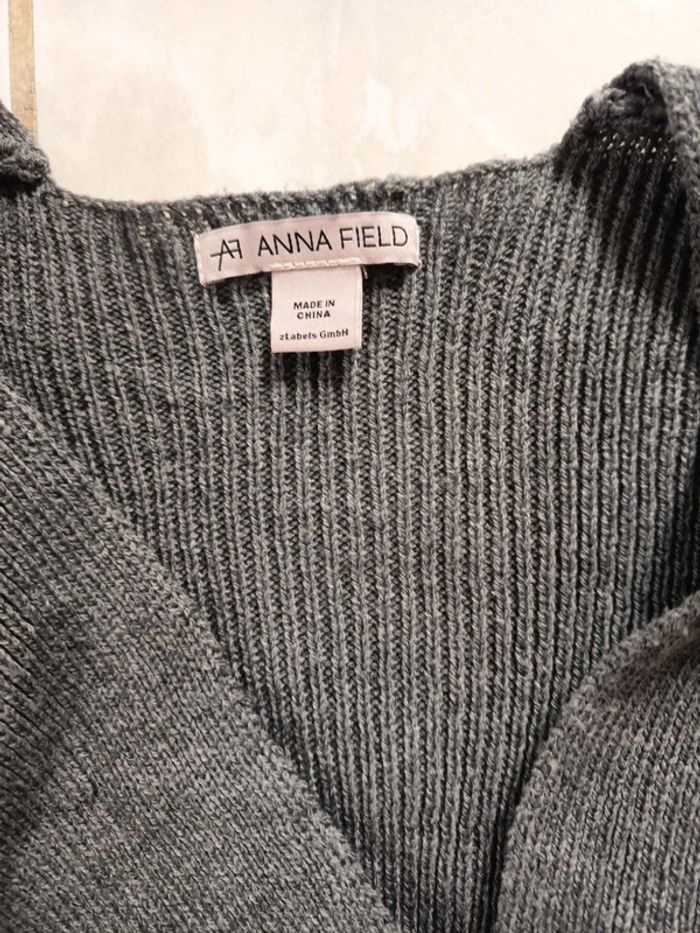 AF ANNA FIELD
MADE IN
CHINA
zLabels GmbH